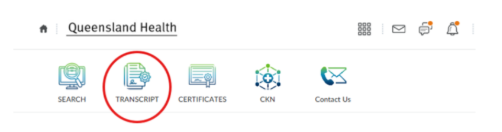 Queensland Health
SEARCH TRANSCRIPT CERTIFICATES CKN Contact Us